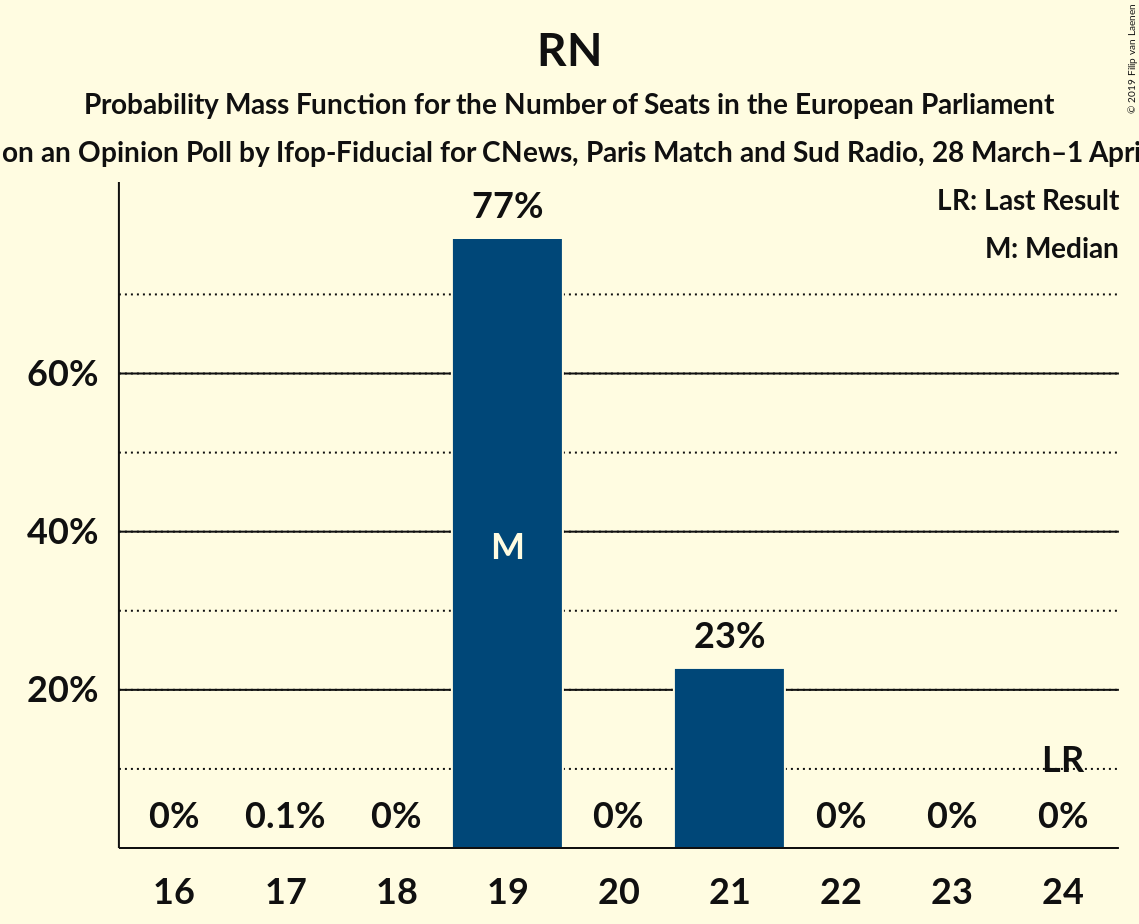 RN
Probability Mass Function for the Number of Seats in the European Parliament
on an Opinion Poll by Ifop-Fiducial for CNews, Paris Match and Sud Radio, 28 March–1 Apri
© 2019 Filip van Laenen
LR: Last Result
M: Median
77%
60%
40%
M
23%
20%
LR
0% 0.1% 0% 0% 0% 0% 0%
16 17 18 19 20 21 22 23 24